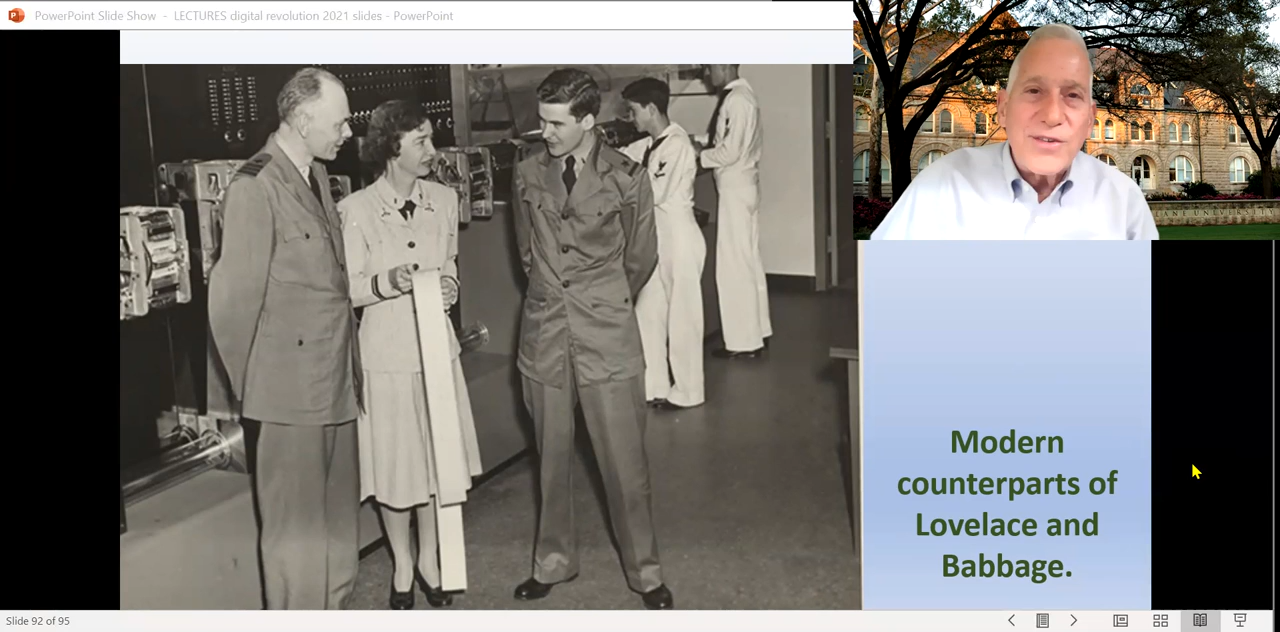 PowerPoint Slide Show - LECTURES digital revolution 2021 slides - PowerPoint
Modern
counterparts of
Lovelace and
Babbage.
Slide 92 of 95